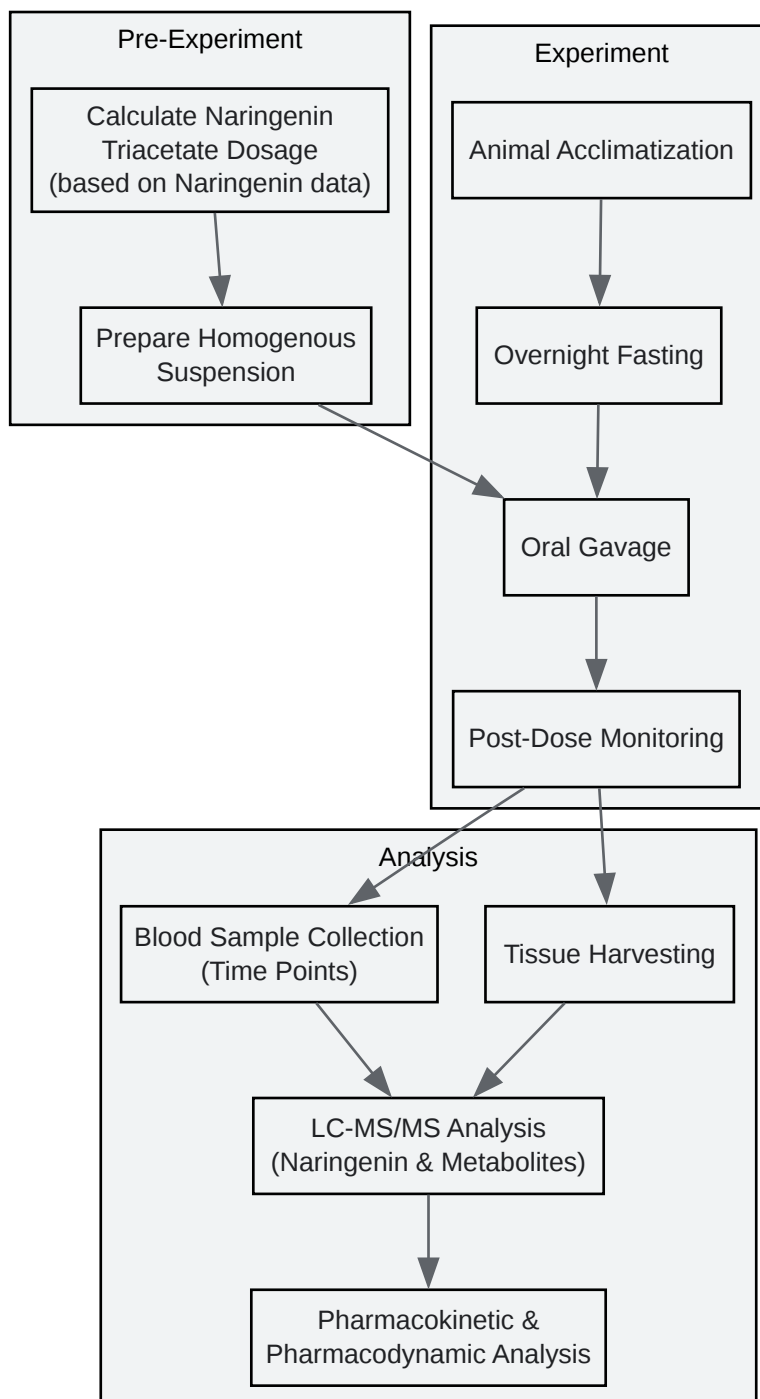 Pre-Experiment
Calculate Naringenin
Triacetate Dosage
(based on Naringenin data)
Prepare Homogenous
Suspension
Experiment
Animal Acclimatization
Overnight Fasting
Oral Gavage
Post-Dose Monitoring
Analysis
Blood Sample Collection
(Time Points)
Tissue Harvesting
LC-MS/MS Analysis
(Naringenin & Metabolites)
Pharmacokinetic &
Pharmacodynamic Analysis